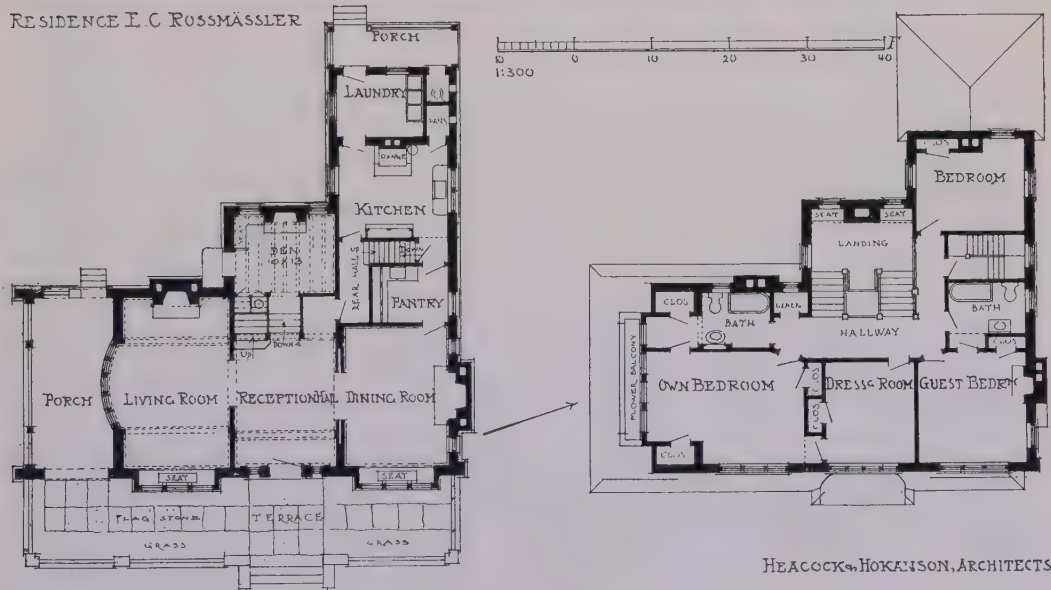 RESIDENCE E.C. ROSSMÄSSLER
PORCH
LAUNDRY
RANGE
KITCHEN
DEN
REAR HALLS
DOWN
PANTRY
UP
DOWN 4
PORCH
LIVING ROOM
RECEPTION HALL
DINING ROOM
SEAT
SEAT
FLAG STONE TERRACE
GRASS
GRASS
10 0 10 20 30 40 F
1:300
CLOS
BEDROOM
SEAT
SEAT
LANDING
CLOS
BATH
LINEN
HALLWAY
BATH
CLOS
FLOWER BALCONY
OWN BEDROOM
CLOS
CLOS
DRESSG ROOM
GUEST BEDRM
CLOS
HEACOCK & HOKANSON, ARCHITECTS